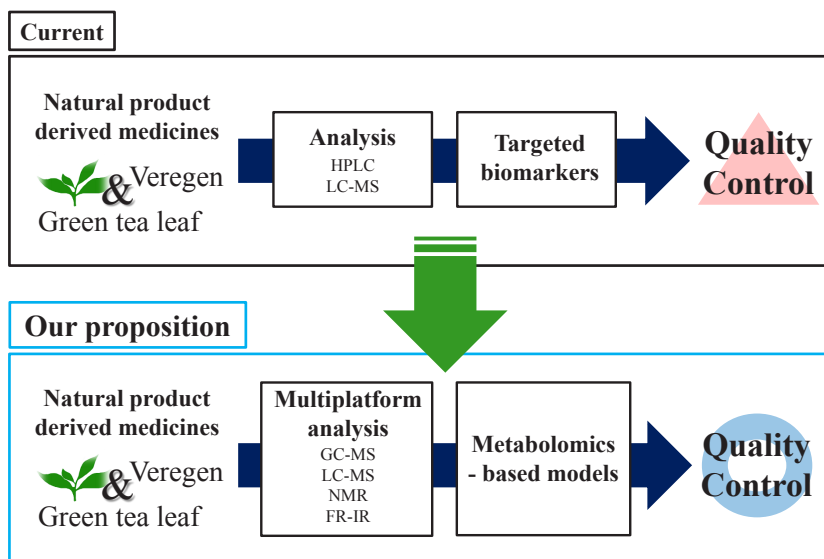 Current
Natural product
derived medicines
& Veregen
Green tea leaf
Analysis
HPLC
LC-MS
Targeted
biomarkers
Quality
Control
Our proposition
Natural product
derived medicines
& Veregen
Green tea leaf
Multiplatform
analysis
GC-MS
LC-MS
NMR
FR-IR
Metabolomics
- based models
Quality
Control